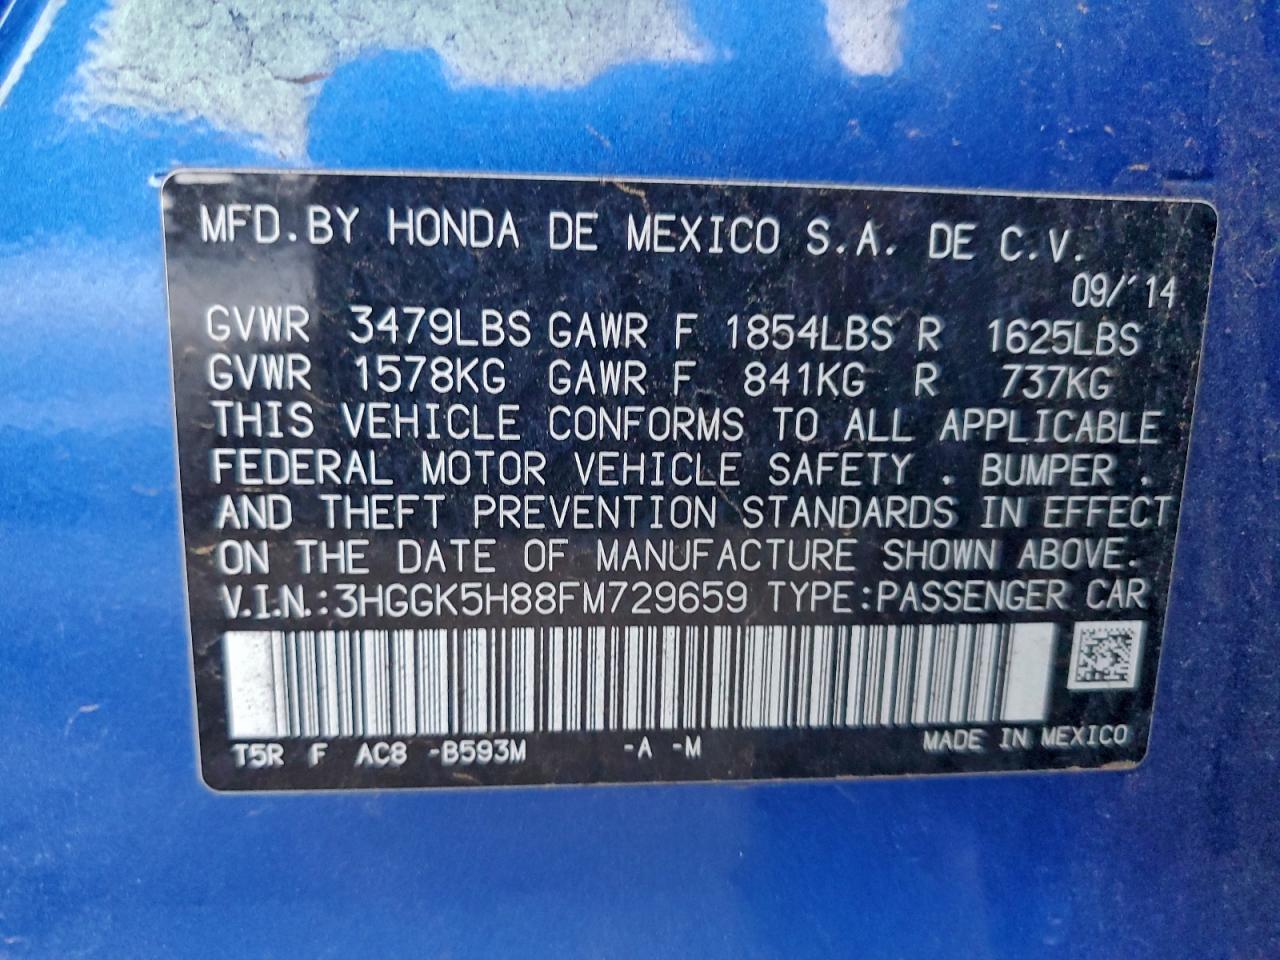 MFD.BY HONDA DE MEXICO S.A. DE C.V.
09/'14
GVWR 3479LBS GAWR F 1854LBS R 1625LBS
GVWR 1578KG GAWR F 841KG R 737KG
THIS VEHICLE CONFORMS TO ALL APPLICABLE
FEDERAL MOTOR VEHICLE SAFETY . BUMPER .
AND THEFT PREVENTION STANDARDS IN EFFECT
ON THE DATE OF MANUFACTURE SHOWN ABOVE.
V.I.N.:3HGGK5H88FM729659 TYPE:PASSENGER CAR
T5R F AC8 -B593M -A -M MADE IN MEXICO